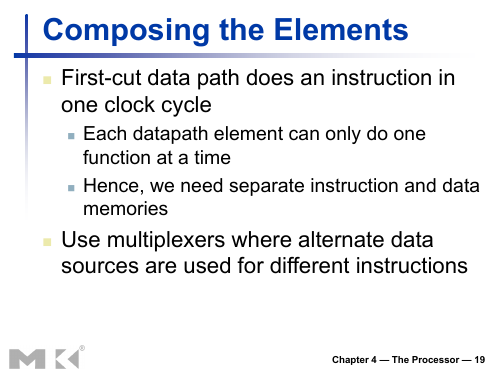 Composing the Elements
First-cut data path does an instruction in
one clock cycle
Each datapath element can only do one
function at a time
Hence, we need separate instruction and data
memories
Use multiplexers where alternate data
sources are used for different instructions
MK®
Chapter 4 — The Processor — 19